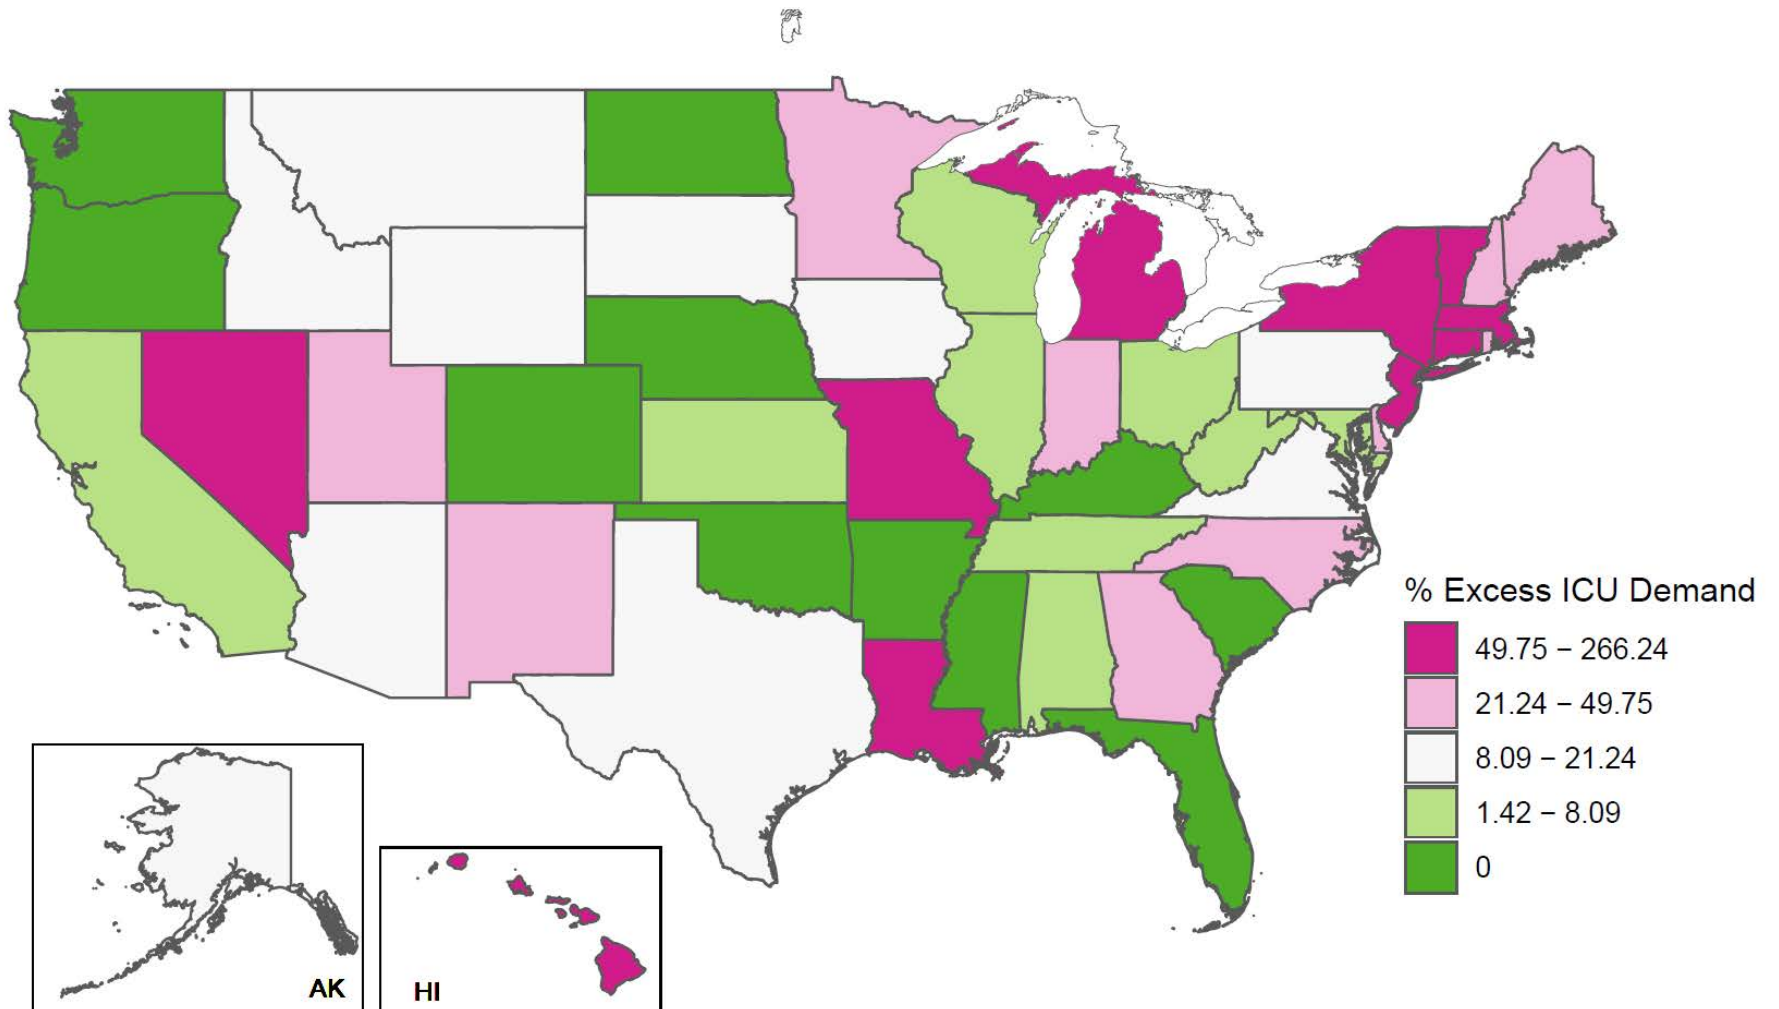 % Excess ICU Demand
49.75 − 266.24
21.24 − 49.75
8.09 − 21.24
1.42 − 8.09
0
AK
HI